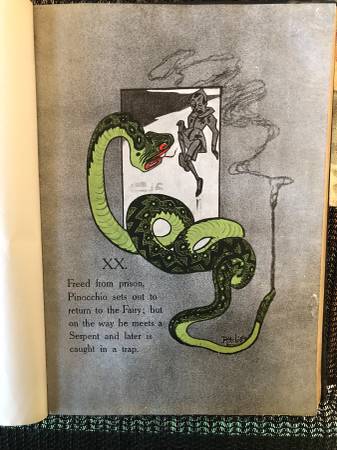 XX.
Freed from prison,
Pinocchio sets out to
return to the Fairy; but
on the way he meets a
Serpent and later is
caught in a trap.